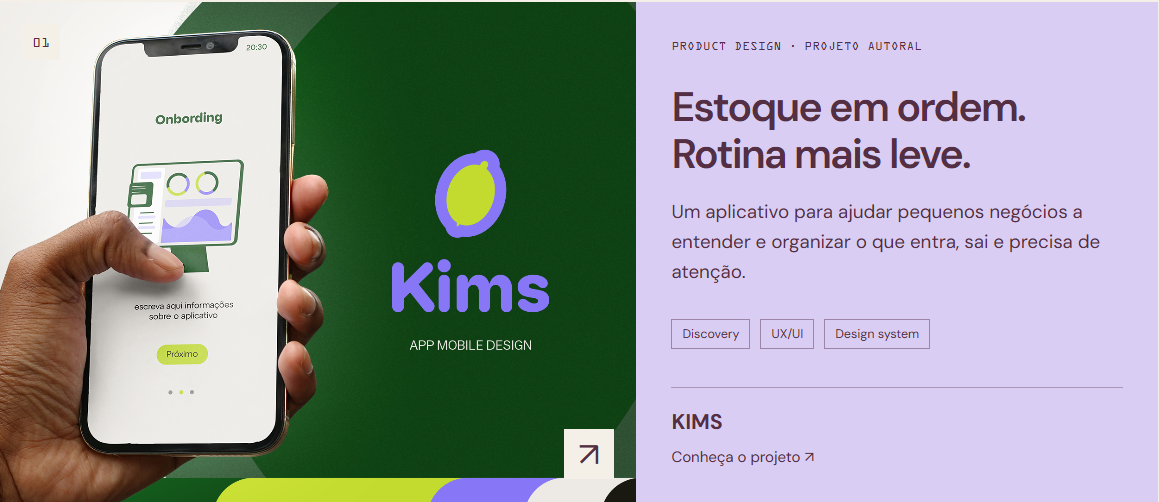 01
20:30
Onbording
escreva aqui informações
sobre o aplicativo
Próximo
Kims
APP MOBILE DESIGN
PRODUCT DESIGN · PROJETO AUTORAL
Estoque em ordem.
Rotina mais leve.
Um aplicativo para ajudar pequenos negócios a
entender e organizar o que entra, sai e precisa de
atenção.
Discovery
UX/UI
Design system
KIMS
Conheça o projeto ↗